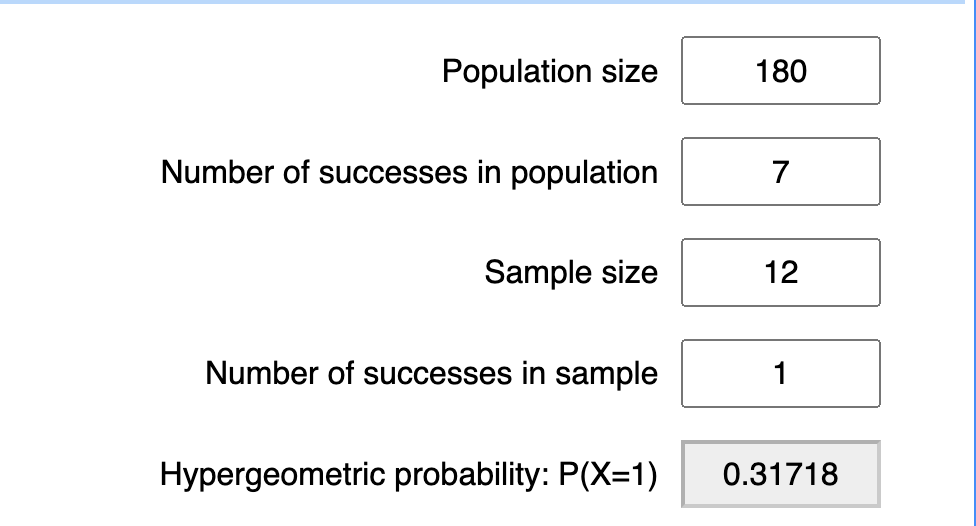 Population size 180
Number of successes in population 7
Sample size 12
Number of successes in sample 1
Hypergeometric probability: P(X=1) 0.31718